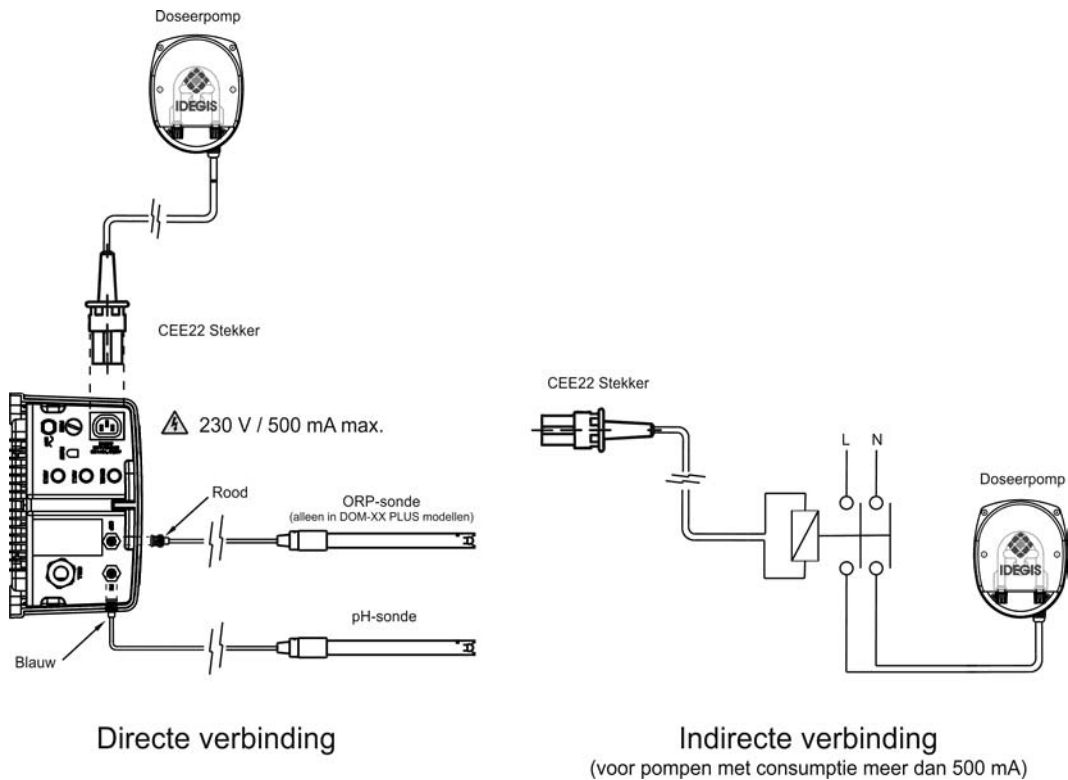 Doseerpomp
IDEGIS
CEE22 Stekker
230 V / 500 mA max.
Rood
ORP-sonde
(alleen in DOM-XX PLUS modellen)
pH-sonde
Blauw
Directe verbinding
CEE22 Stekker
L N
Doseerpomp
IDEGIS
Indirecte verbinding
(voor pompen met consumptie meer dan 500 mA)